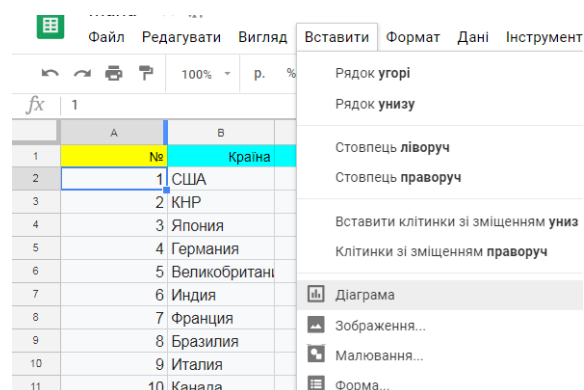 Файл Редагувати Вигляд Вставити Формат Дані Інструмент
100% р. %
fx 1
A B
1 № Країна
2 1 США
3 2 КНР
4 3 Япония
5 4 Германия
6 5 Великобритани
7 6 Индия
8 7 Франция
9 8 Бразилия
10 9 Италия
11 10 Канада
Рядок угорі
Рядок унизу
Стовпець ліворуч
Стовпець праворуч
Вставити клітинки зі зміщенням униз
Клітинки зі зміщенням праворуч
Діаграма
Зображення...
Малювання...
Форма...